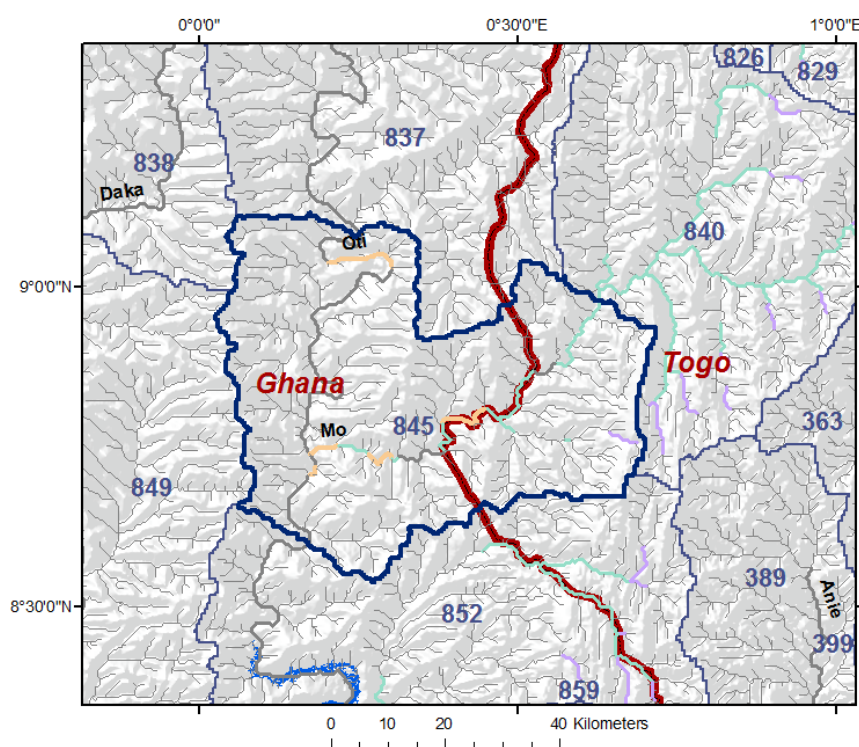 0°0'0"
0°30'0"E
1°0'0"E
826
829
837
838
Daka
840
Oti
9°0'0"N
Togo
Ghana
363
Mo
845
849
8°30'0"N
852
389
Anie
399
859
0 10 20 40 Kilometers